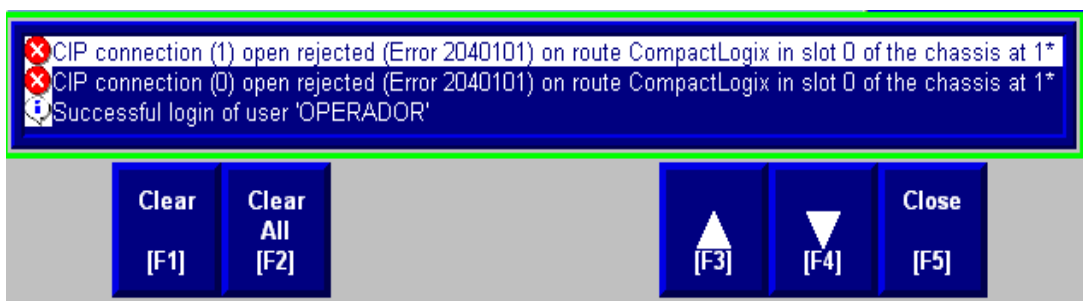 CIP connection (1) open rejected (Error 2040101) on route CompactLogix in slot 0 of the chassis at 1*
CIP connection (0) open rejected (Error 2040101) on route CompactLogix in slot 0 of the chassis at 1*
Successful login of user 'OPERADOR'
Clear
[F1]
Clear
All
[F2]
[F3]
[F4]
Close
[F5]